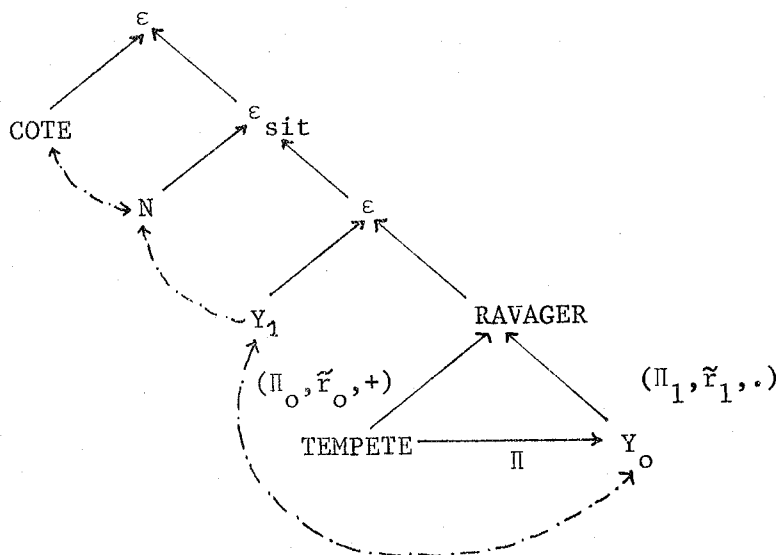 ε
COTE ε sit
N ε
Y₁ RAVAGER
(Π₀,r̃₀,+) (Π₁,r̃₁,.)
TEMPETE Y₀
Π